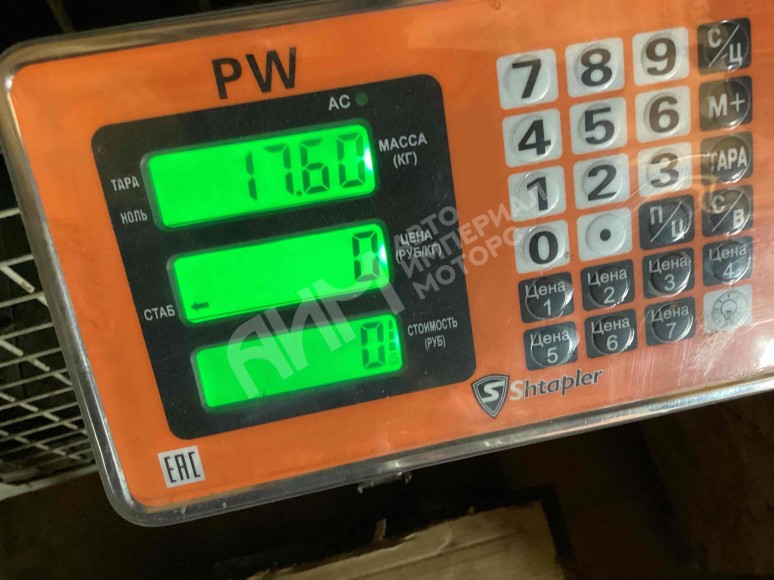 PW
AC
ТАРА
НОЛЬ
17.60
МАССА
(КГ)
СТАБ
0
ЦЕНА
(РУБ/КГ)
0
СТОИМОСТЬ
(РУБ)
7 8 9 С/Ц
4 5 6 М+
1 2 3 ТАРА
0 • П/Ц С/В
Цена 1
Цена 2
Цена 3
Цена 4
Цена 5
Цена 6
Цена 7
S Shtapler
EAC
АИМ АВТО
ИМПЕРИАЛ
МОТОРС